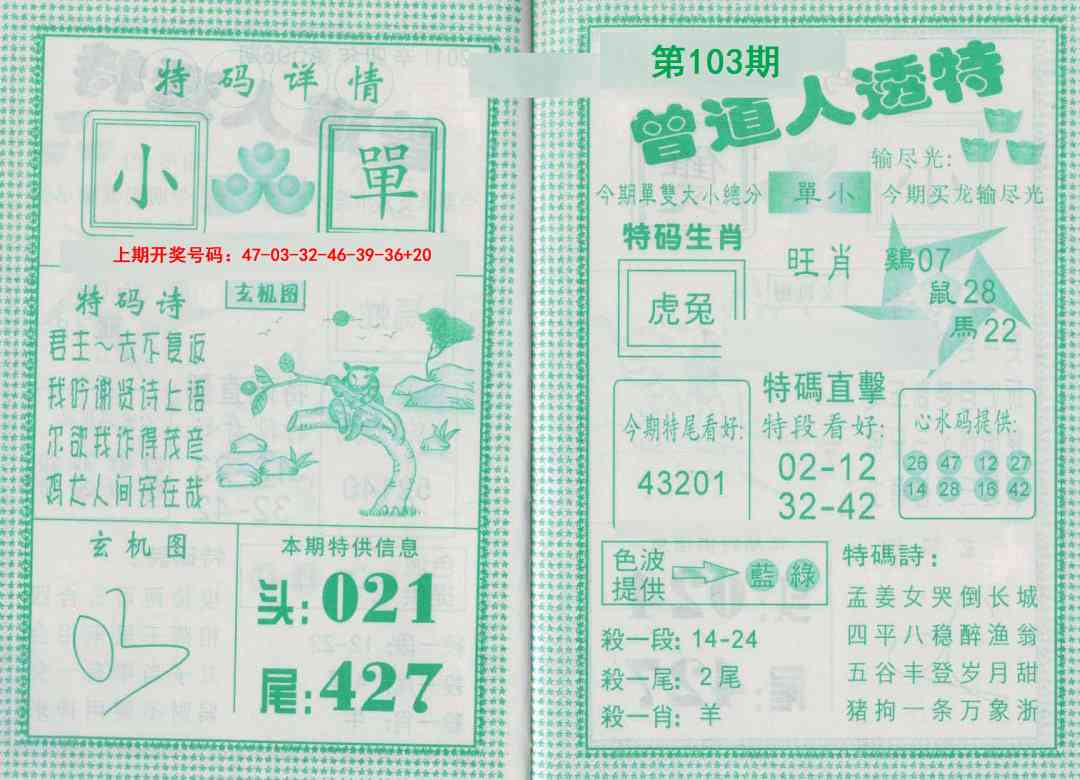 特码详情
小 單
上期开奖号码：47-03-32-46-39-36+20
特码诗
君主～去不复返
我吟谢贤诗上语
尔欲我诈得茂彦
鸡犬人间宛在哉
玄机图
玄机图
本期特供信息
头:021
尾:427
第103期
曾道人透特
输尽光:
今期單雙大小總分 單小 今期买龙输尽光
特码生肖
虎兔
旺肖 鷄07
鼠28
馬22
今期特尾看好:
43201
特碼直擊
特段看好:
02-12
32-42
心水码提供:
26 47 12 27
14 28 16 42
色波提供 藍 綠
殺一段: 14-24
殺一尾: 2尾
殺一肖: 羊
特碼詩:
孟姜女哭倒长城
四平八稳醉渔翁
五谷丰登岁月甜
猪拘一条万象浙